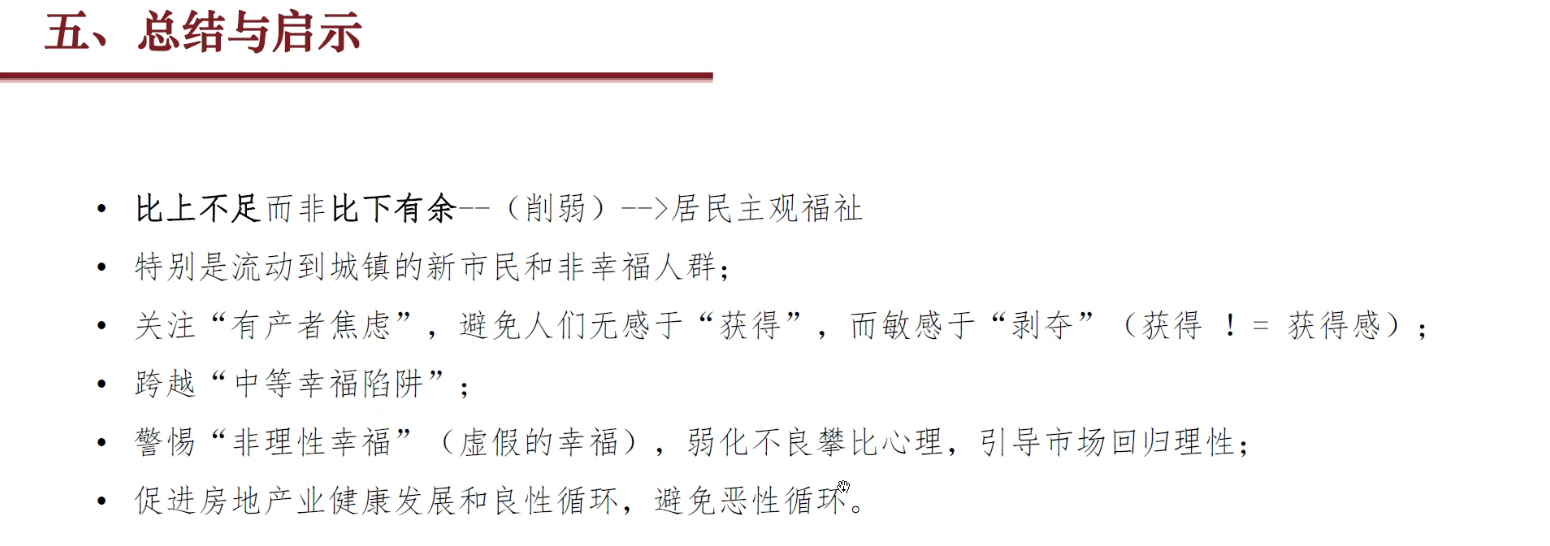 五、总结与启示
• 比上不足而非比下有余--（削弱）-->居民主观福祉
• 特别是流动到城镇的新市民和非幸福人群；
• 关注“有产者焦虑”，避免人们无感于“获得”，而敏感于“剥夺”（获得 ！= 获得感）；
• 跨越“中等幸福陷阱”；
• 警惕“非理性幸福”（虚假的幸福），弱化不良攀比心理，引导市场回归理性；
• 促进房地产业健康发展和良性循环，避免恶性循环。